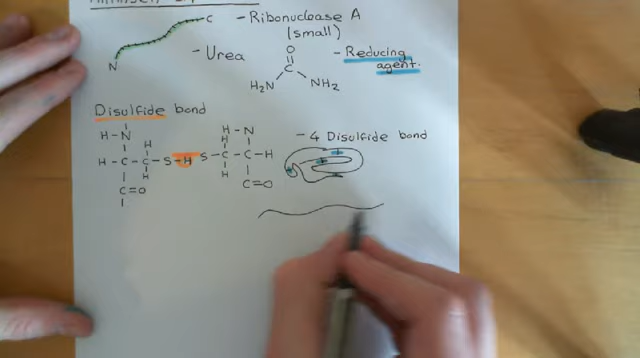 C - Ribonuclease A
(small)
N
- Urea
- Reducing
agent.
O
C
H₂N
NH₂
Disulfide bond
- 4 Disulfide bond
H-N
H
H-C-C-S-H
H
C=O
H-N
H
S-C-C-H
H
C=O